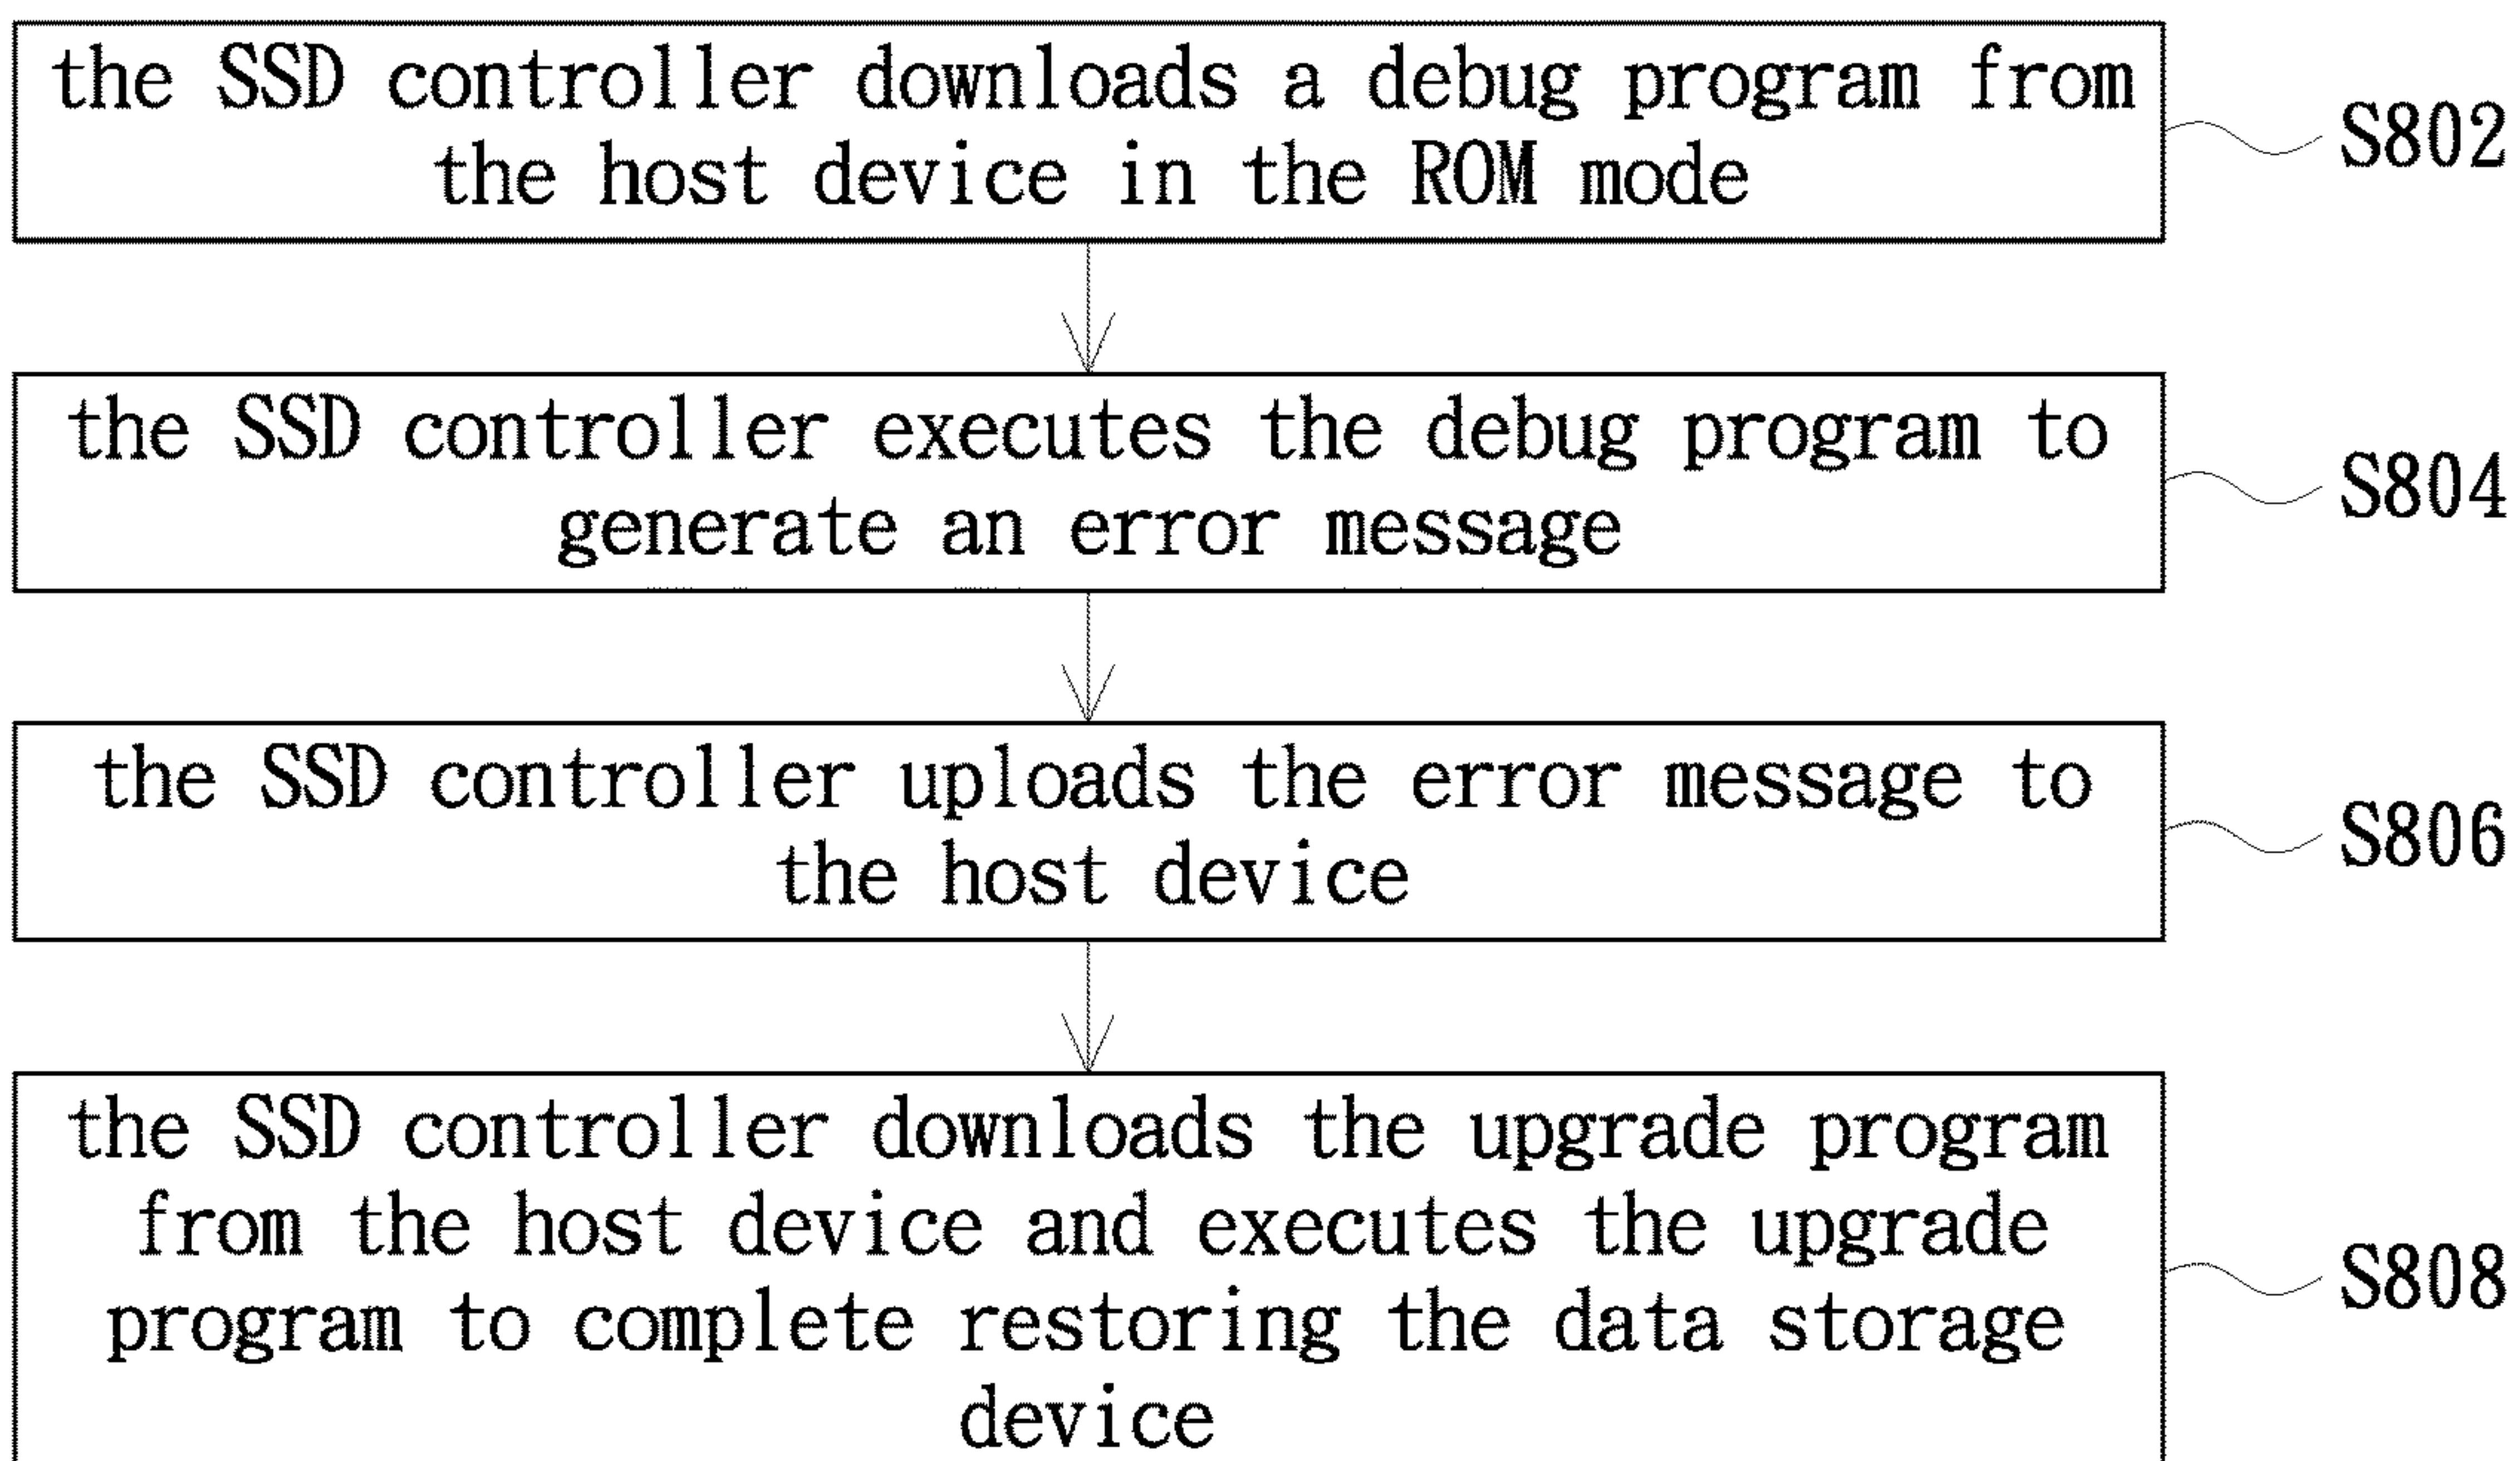 the SSD controller downloads a debug program from
the host device in the ROM mode
S802
the SSD controller executes the debug program to
generate an error message
S804
the SSD controller uploads the error message to
the host device
S806
the SSD controller downloads the upgrade program
from the host device and executes the upgrade
program to complete restoring the data storage
device
S808